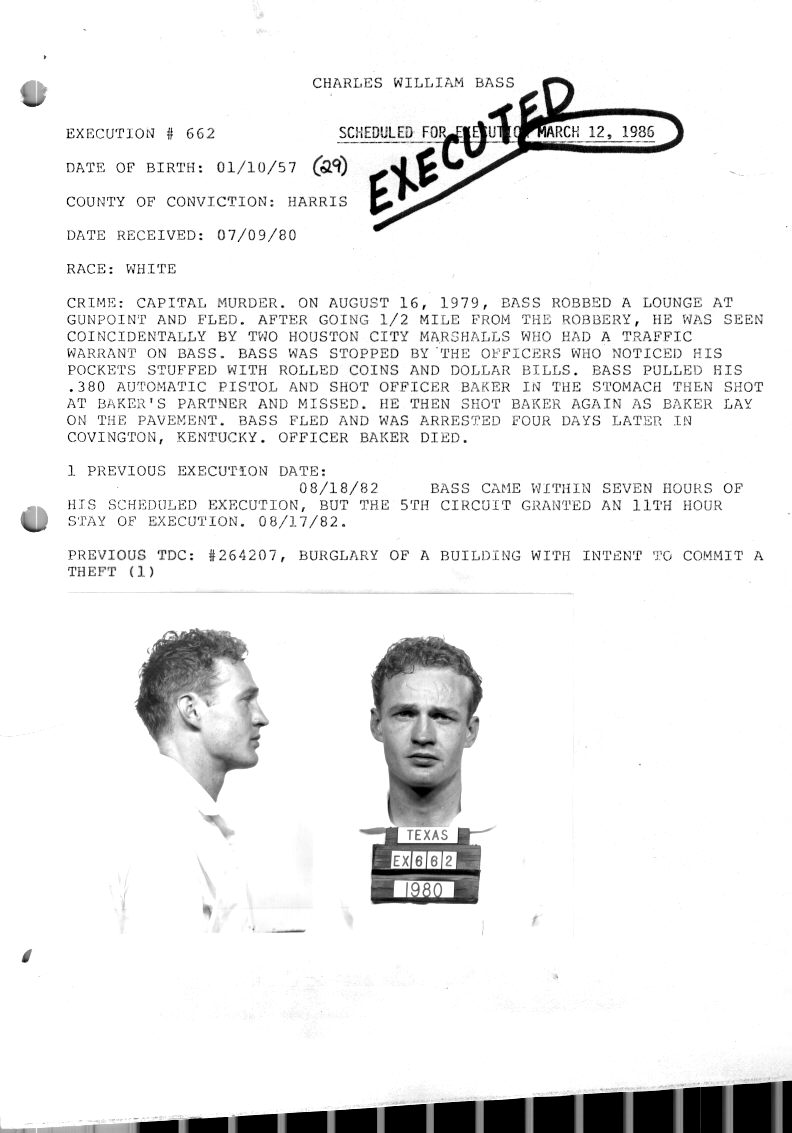 CHARLES WILLIAM BASS
EXECUTION # 662
SCHEDULED FOR EXECUTION MARCH 12, 1986
EXECUTED
DATE OF BIRTH: 01/10/57 (29)
COUNTY OF CONVICTION: HARRIS
DATE RECEIVED: 07/09/80
RACE: WHITE
CRIME: CAPITAL MURDER. ON AUGUST 16, 1979, BASS ROBBED A LOUNGE AT
GUNPOINT AND FLED. AFTER GOING 1/2 MILE FROM THE ROBBERY, HE WAS SEEN
COINCIDENTALLY BY TWO HOUSTON CITY MARSHALLS WHO HAD A TRAFFIC
WARRANT ON BASS. BASS WAS STOPPED BY THE OFFICERS WHO NOTICED HIS
POCKETS STUFFED WITH ROLLED COINS AND DOLLAR BILLS. BASS PULLED HIS
.380 AUTOMATIC PISTOL AND SHOT OFFICER BAKER IN THE STOMACH THEN SHOT
AT BAKER'S PARTNER AND MISSED. HE THEN SHOT BAKER AGAIN AS BAKER LAY
ON THE PAVEMENT. BASS FLED AND WAS ARRESTED FOUR DAYS LATER IN
COVINGTON, KENTUCKY. OFFICER BAKER DIED.
1 PREVIOUS EXECUTION DATE:
08/18/82 BASS CAME WITHIN SEVEN HOURS OF
HIS SCHEDULED EXECUTION, BUT THE 5TH CIRCUIT GRANTED AN 11TH HOUR
STAY OF EXECUTION. 08/17/82.
PREVIOUS TDC: #264207, BURGLARY OF A BUILDING WITH INTENT TO COMMIT A
THEFT (1)
TEXAS
EX 6 6 2
1980